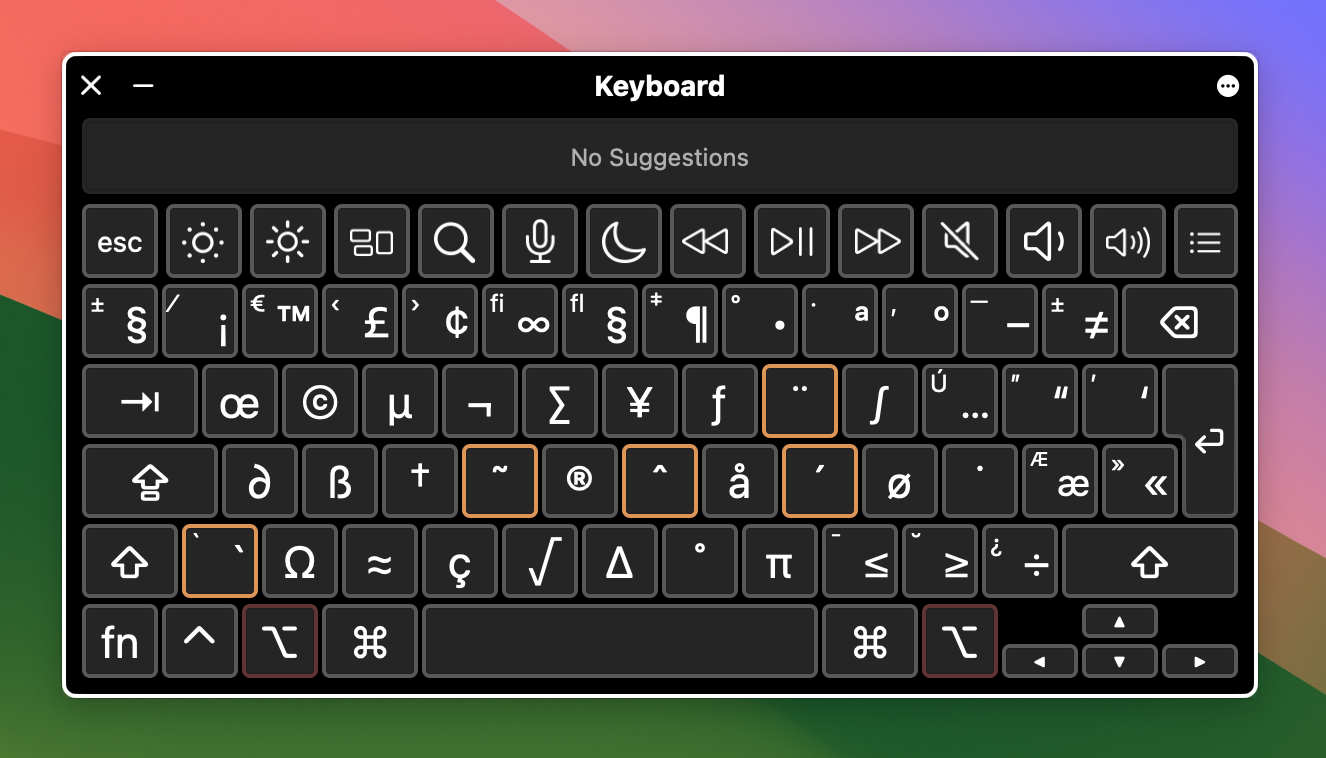 Keyboard
No Suggestions
esc
± § ⁄ ¡ € ™ ‹ £ › ¢ fi ∞ fl § ‡ ¶ ° • · ª ‚ º — – ± ≠
œ © µ ¬ ∑ ¥ ƒ ¨ ∫ Ú … " “ ' ‘
∂ ß † ˜ ® ˆ å ´ ø ˙ Æ æ » «
` ` Ω ≈ ç √ ∆ ˚ π ¯ ≤ ˘ ≥ ¿ ÷
fn ⌃ ⌥ ⌘ ⌘ ⌥